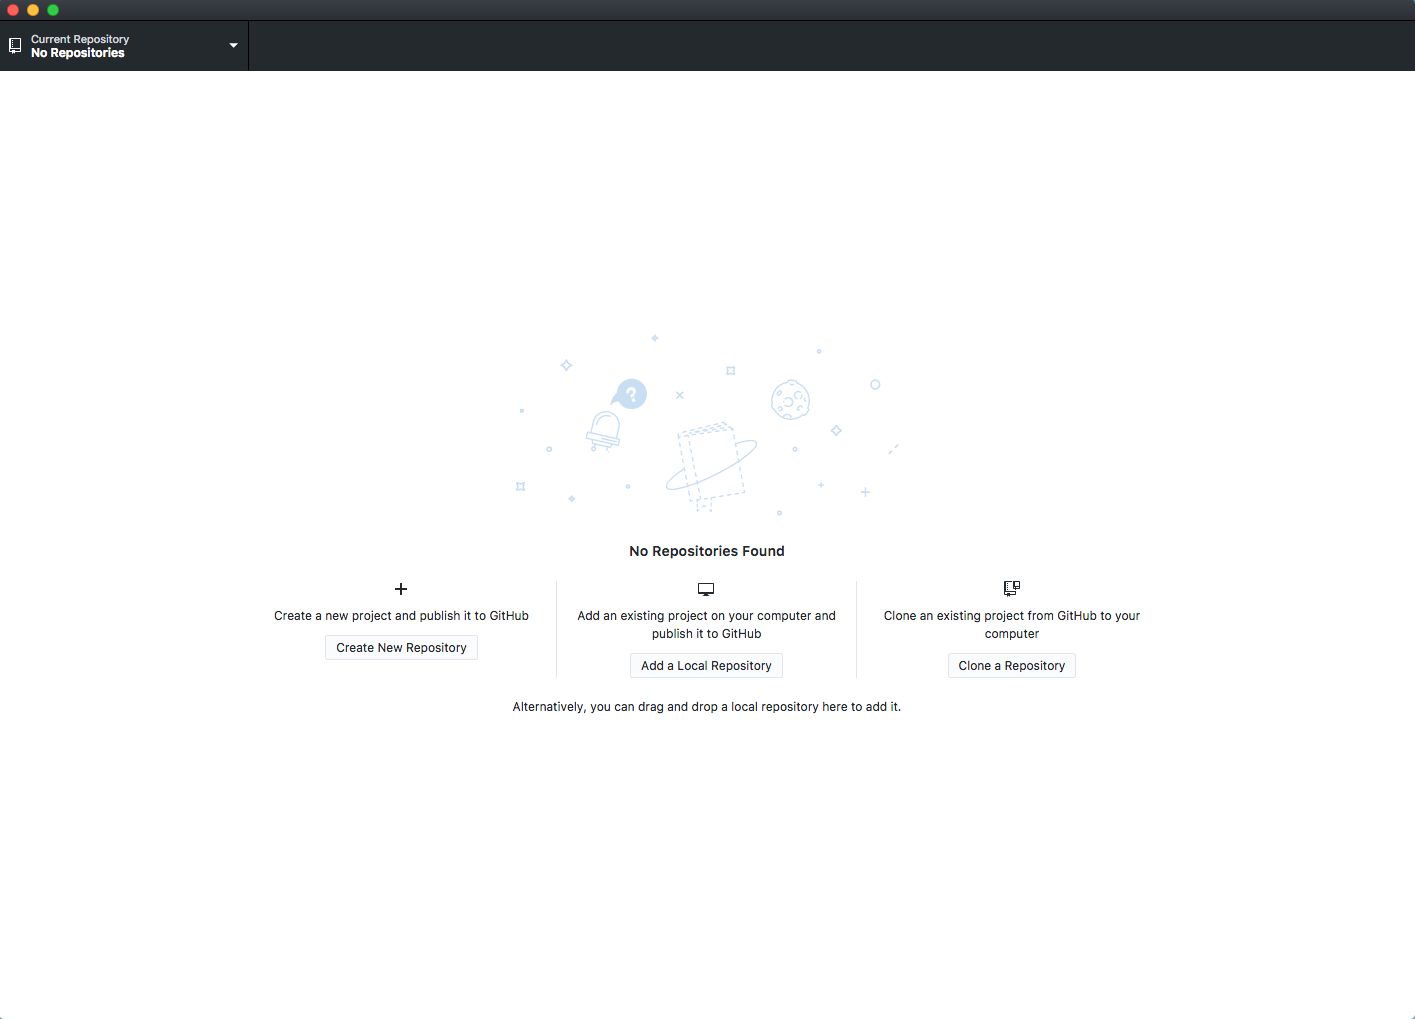 Current Repository
No Repositories
?
No Repositories Found
Create a new project and publish it to GitHub
Create New Repository
Add an existing project on your computer and
publish it to GitHub
Add a Local Repository
Clone an existing project from GitHub to your
computer
Clone a Repository
Alternatively, you can drag and drop a local repository here to add it.